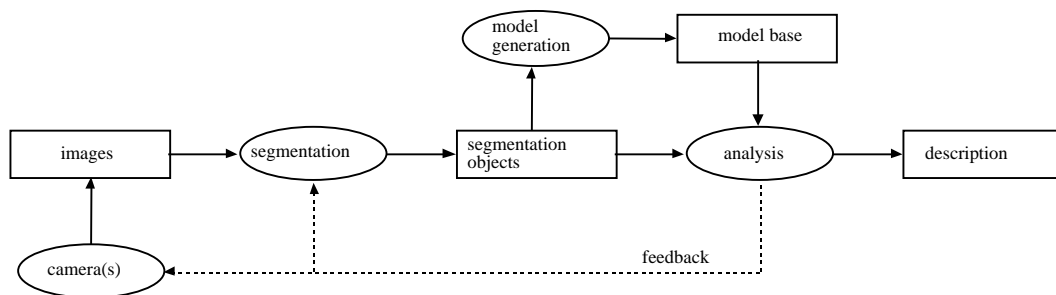 model
generation
model base
images
segmentation
segmentation
objects
analysis
description
camera(s)
feedback